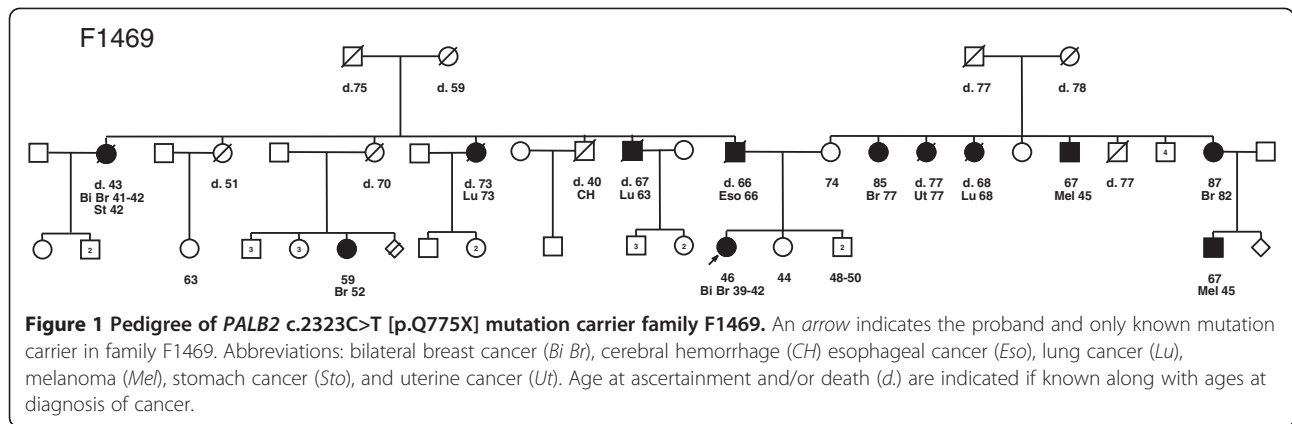 F1469
d.75 d. 59 d. 77 d. 78
d. 43 d. 51 d. 70 d. 73 d. 40 d. 67 d. 66 74 85 d. 77 d. 68 67 d. 77 4 87
Bi Br 41-42 Lu 73 CH Lu 63 Eso 66 Br 77 Ut 77 Lu 68 Mel 45 Br 82
St 42
2 3 3 2 3 2 2
63 59 46 44 48-50 67
Br 52 Bi Br 39-42 Mel 45
Figure 1 Pedigree of PALB2 c.2323C>T [p.Q775X] mutation carrier family F1469. An arrow indicates the proband and only known mutation
carrier in family F1469. Abbreviations: bilateral breast cancer (Bi Br), cerebral hemorrhage (CH) esophageal cancer (Eso), lung cancer (Lu),
melanoma (Mel), stomach cancer (Sto), and uterine cancer (Ut). Age at ascertainment and/or death (d.) are indicated if known along with ages at
diagnosis of cancer.